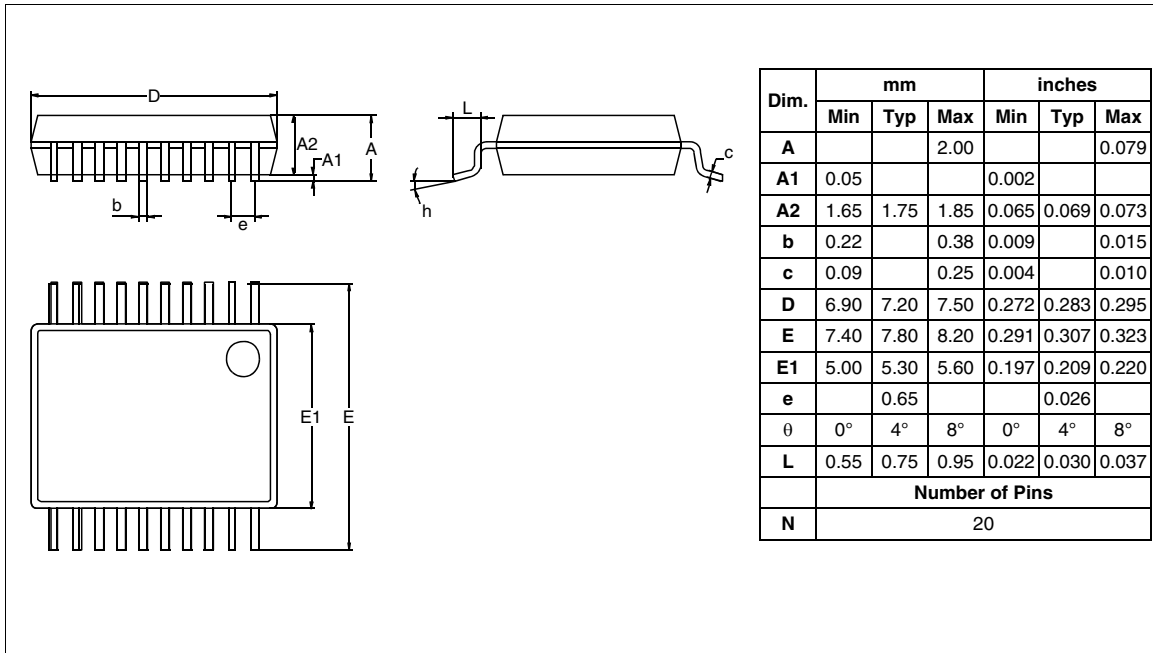 D
A2
A1
A
b
e
L
c
h
E1
E
Dim. mm inches
Min Typ Max Min Typ Max
A 2.00 0.079
A1 0.05 0.002
A2 1.65 1.75 1.85 0.065 0.069 0.073
b 0.22 0.38 0.009 0.015
c 0.09 0.25 0.004 0.010
D 6.90 7.20 7.50 0.272 0.283 0.295
E 7.40 7.80 8.20 0.291 0.307 0.323
E1 5.00 5.30 5.60 0.197 0.209 0.220
e 0.65 0.026
θ 0° 4° 8° 0° 4° 8°
L 0.55 0.75 0.95 0.022 0.030 0.037
Number of Pins
N 20